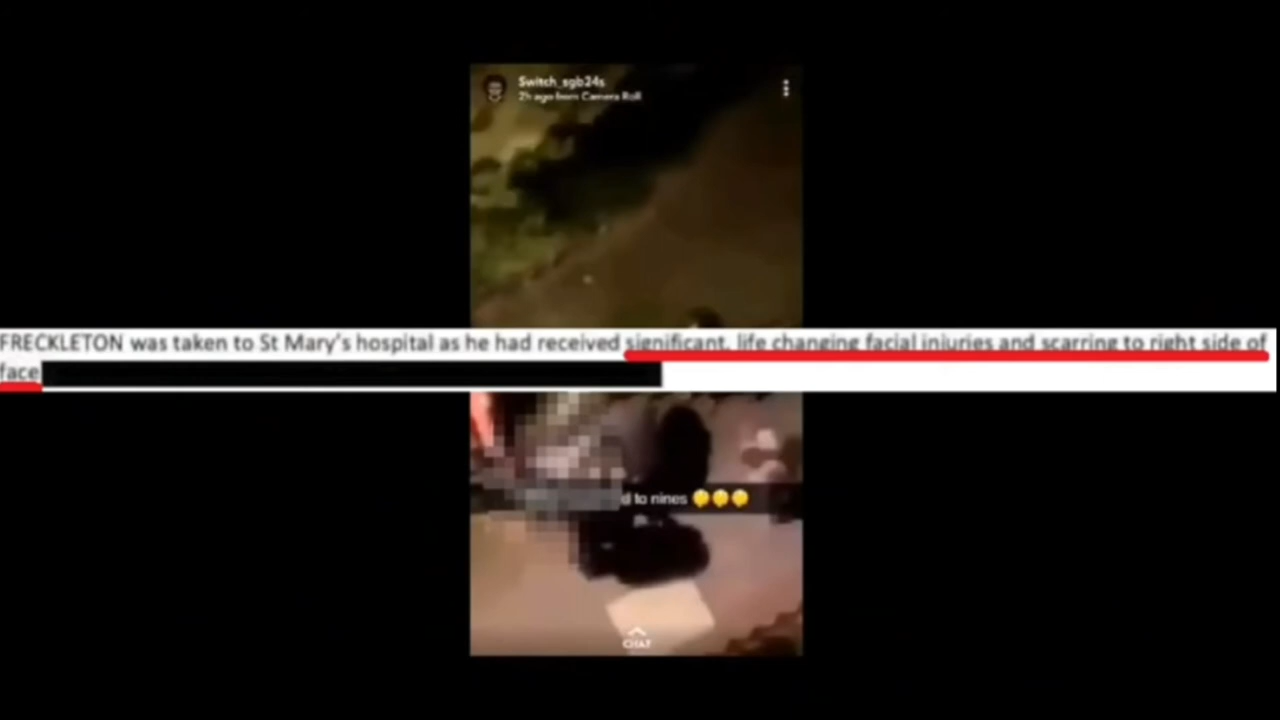 Switch_sgb24s
2h ago from Camera Roll
FRECKLETON was taken to St Mary's hospital as he had received significant, life changing facial injuries and scarring to right side of
face
d to nines
CHAT